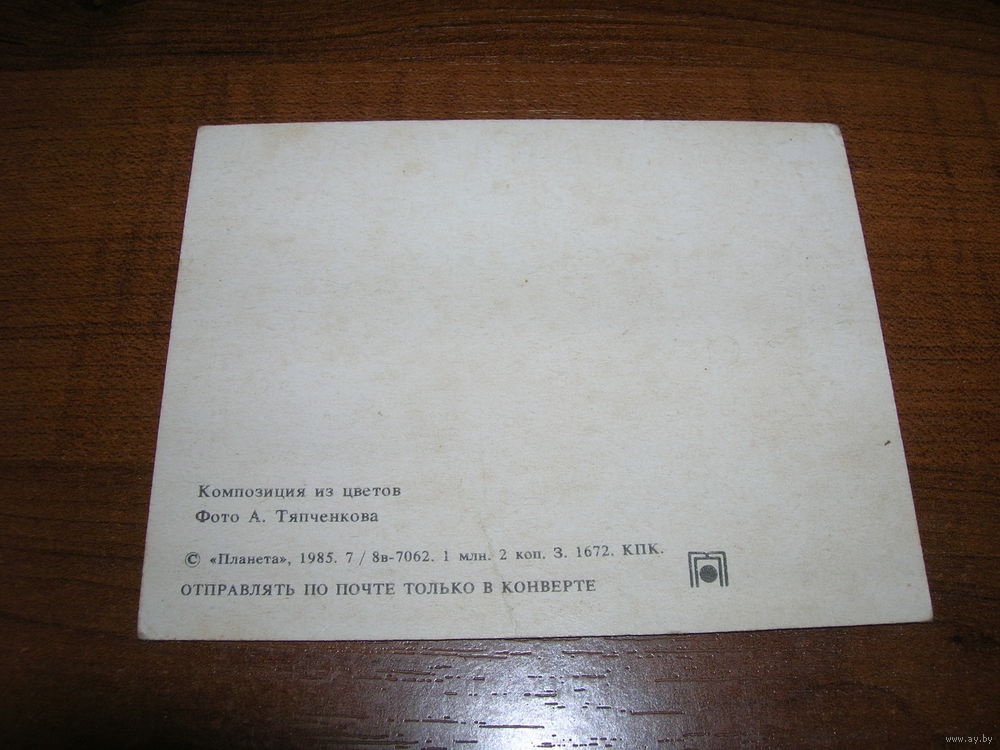 Композиция из цветов
Фото А. Тяпченкова
© «Планета», 1985. 7 / 8в-7062. 1 млн. 2 коп. З. 1672. КПК.
ОТПРАВЛЯТЬ ПО ПОЧТЕ ТОЛЬКО В КОНВЕРТЕ
www.ay.by